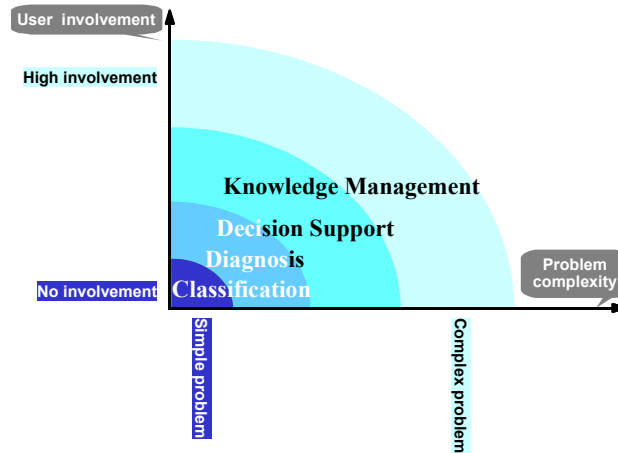 User involvement
High involvement
Knowledge Management
Decision Support
Diagnosis
Classification
No involvement
Problem
complexity
Simple problem
Complex problem